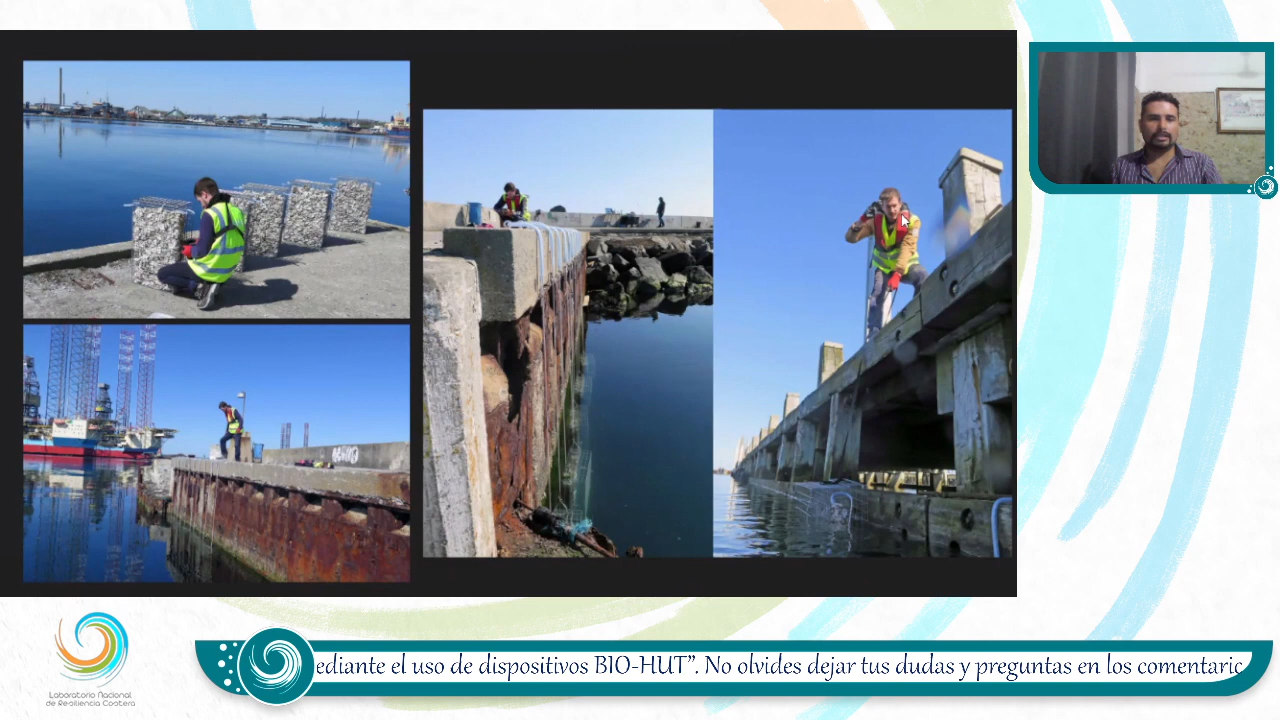 ediante el uso de dispositivos BIO-HUT”. No olvides dejar tus dudas y preguntas en los comentaric
Laboratorio Nacional
de Resiliencia Costera